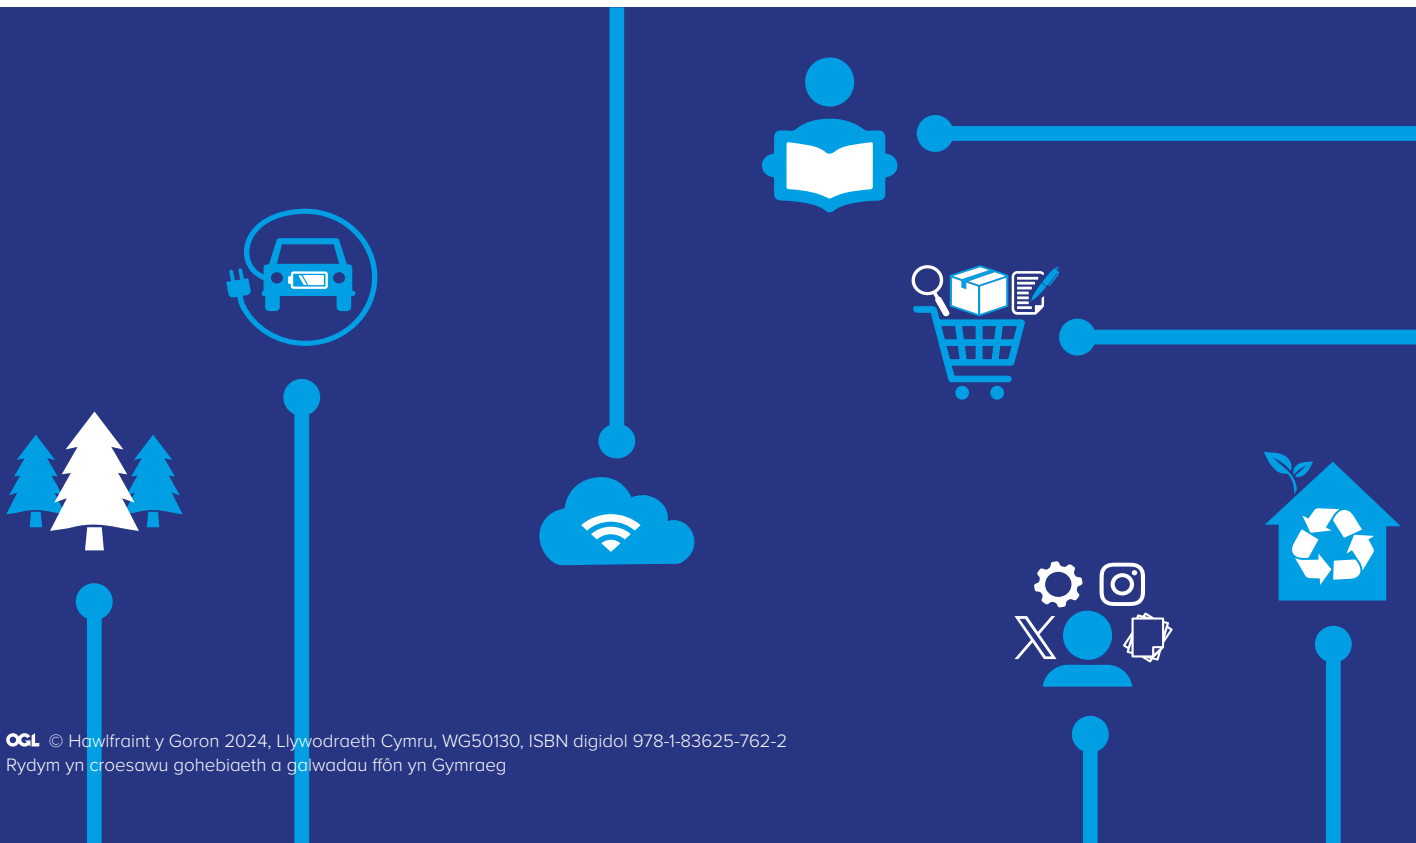 OGL © Hawlfraint y Goron 2024, Llywodraeth Cymru, WG50130, ISBN digidol 978-1-83625-762-2
Rydym yn croesawu gohebiaeth a galwadau ffôn yn Gymraeg